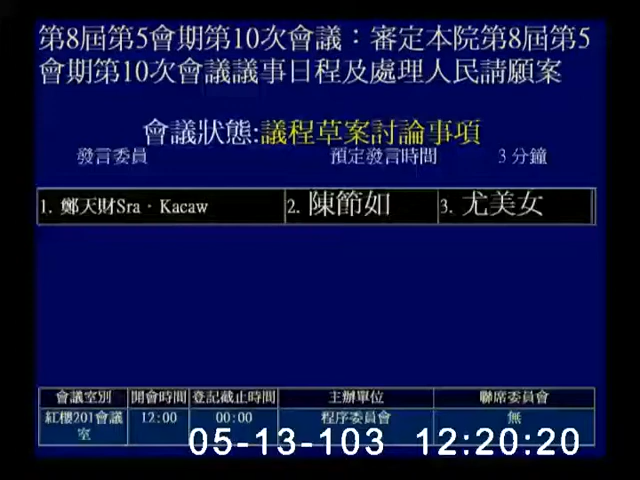 第8屆第5會期第10次會議：審定本院第8屆第5
會期第10次會議議事日程及處理人民請願案
會議狀態:議程草案討論事項
發言委員 預定發言時間 3 分鐘
1. 鄭天財Sra．Kacaw 2. 陳節如 3. 尤美女
會議室別 開會時間 登記截止時間 主辦單位 聯席委員會
紅樓201會議室 12:00 00:00 程序委員會 無
05-13-103 12:20:20